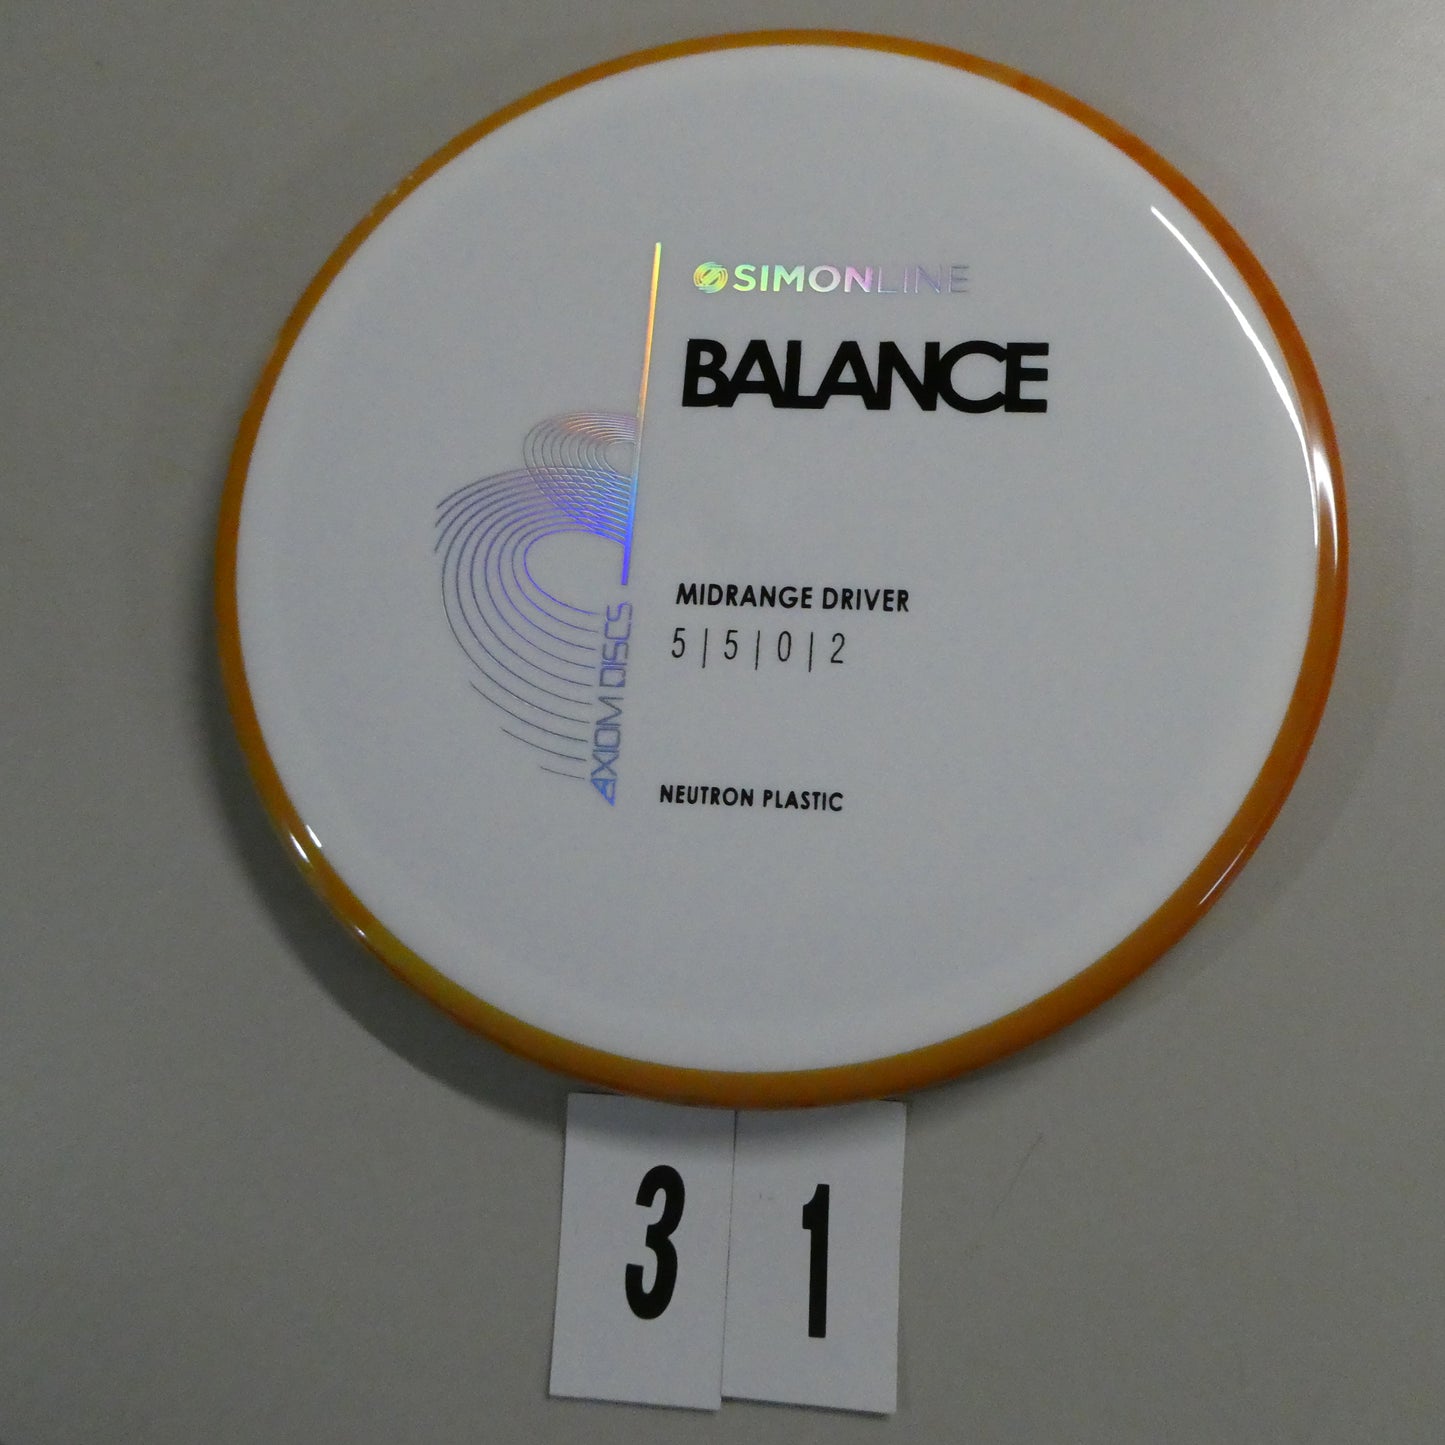 SIMONLINE
BALANCE
MIDRANGE DRIVER
5 | 5 | 0 | 2
AXIOM DISCS
NEUTRON PLASTIC
3 1